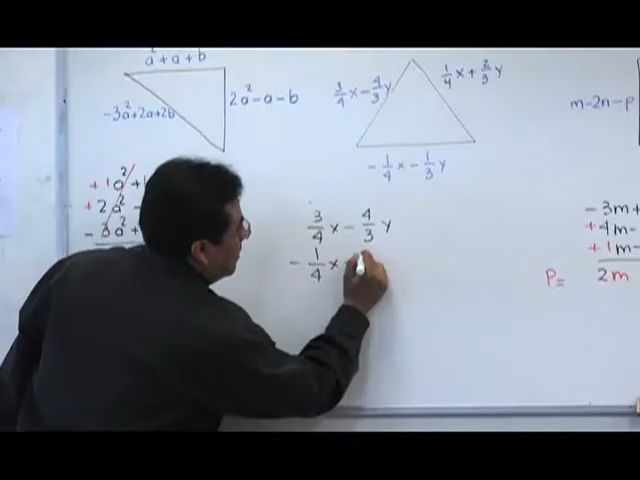 a² + a + b
2a² - a - b
-3a² + 2a + 2b
3/4 x - 4/3 y
1/4 x + 2/3 y
- 1/4 x - 1/3 y
m - 2n - p
+ 1a² +
+ 2a² -
- 3a² +
3/4 x - 4/3 y
- 1/4 x
- 3m +
+ 4m -
+ 1m -
P = 2m